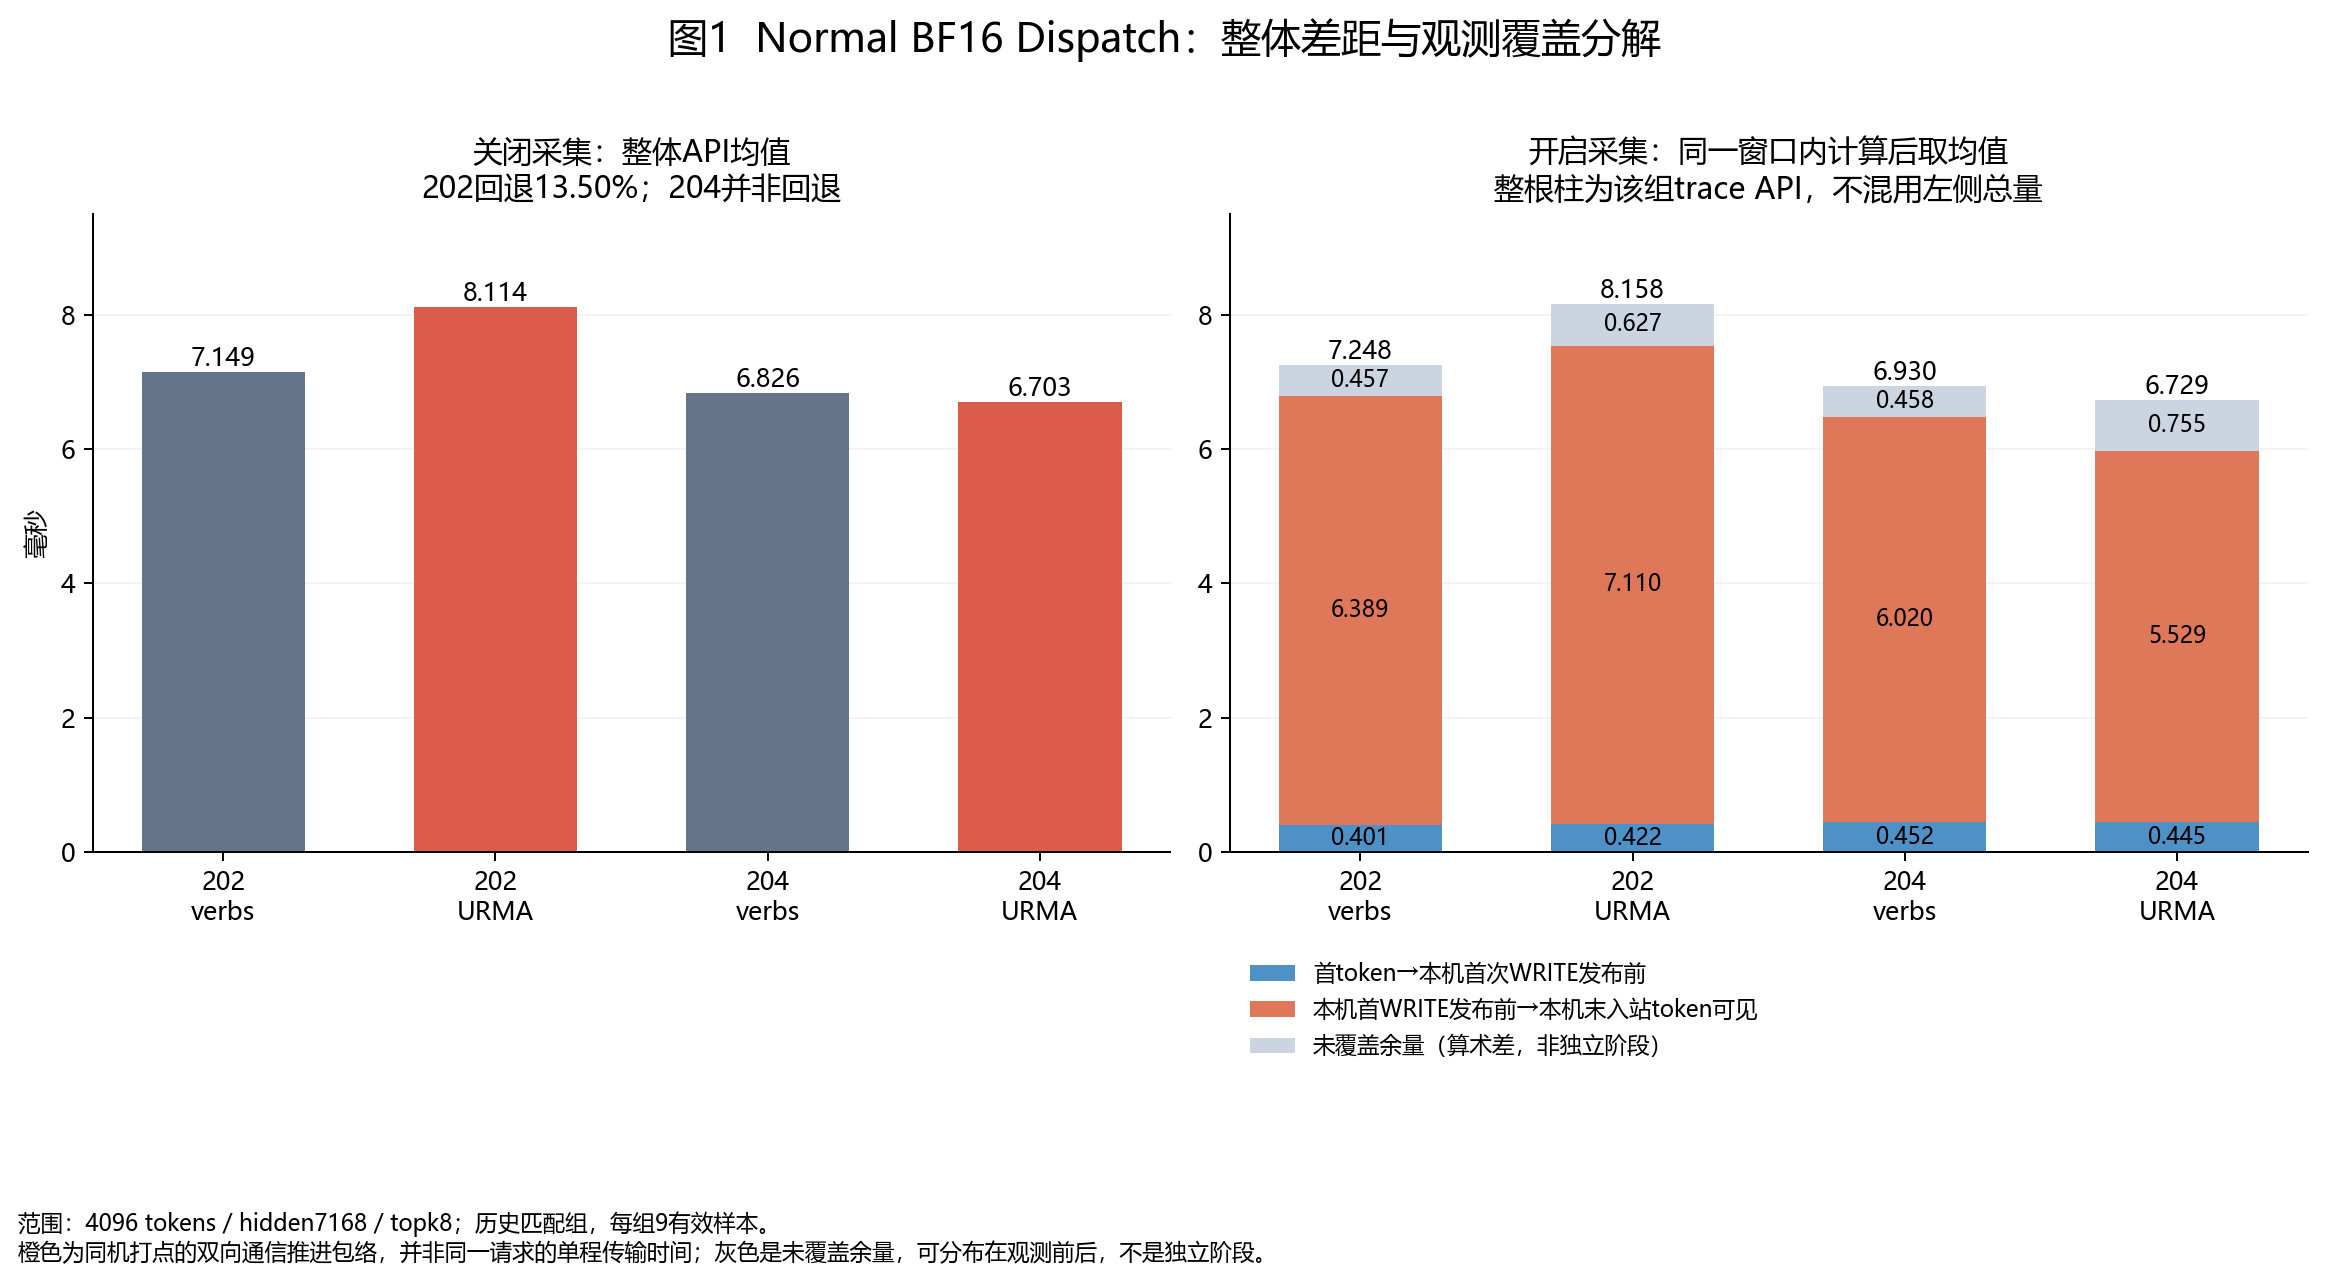 图1  Normal BF16 Dispatch：整体差距与观测覆盖分解
关闭采集：整体API均值
202回退13.50%；204并非回退
毫秒
8
6
4
2
0
7.149
8.114
6.826
6.703
202
verbs
202
URMA
204
verbs
204
URMA
开启采集：同一窗口内计算后取均值
整根柱为该组trace API，不混用左侧总量
8
6
4
2
0
7.248
0.457
6.389
0.401
8.158
0.627
7.110
0.422
6.930
0.458
6.020
0.452
6.729
0.755
5.529
0.445
202
verbs
202
URMA
204
verbs
204
URMA
首token→本机首次WRITE发布前
本机首WRITE发布前→本机末入站token可见
未覆盖余量（算术差，非独立阶段）
范围：4096 tokens / hidden7168 / topk8；历史匹配组，每组9有效样本。
橙色为同机打点的双向通信推进包络，并非同一请求的单程传输时间；灰色是未覆盖余量，可分布在观测前后，不是独立阶段。